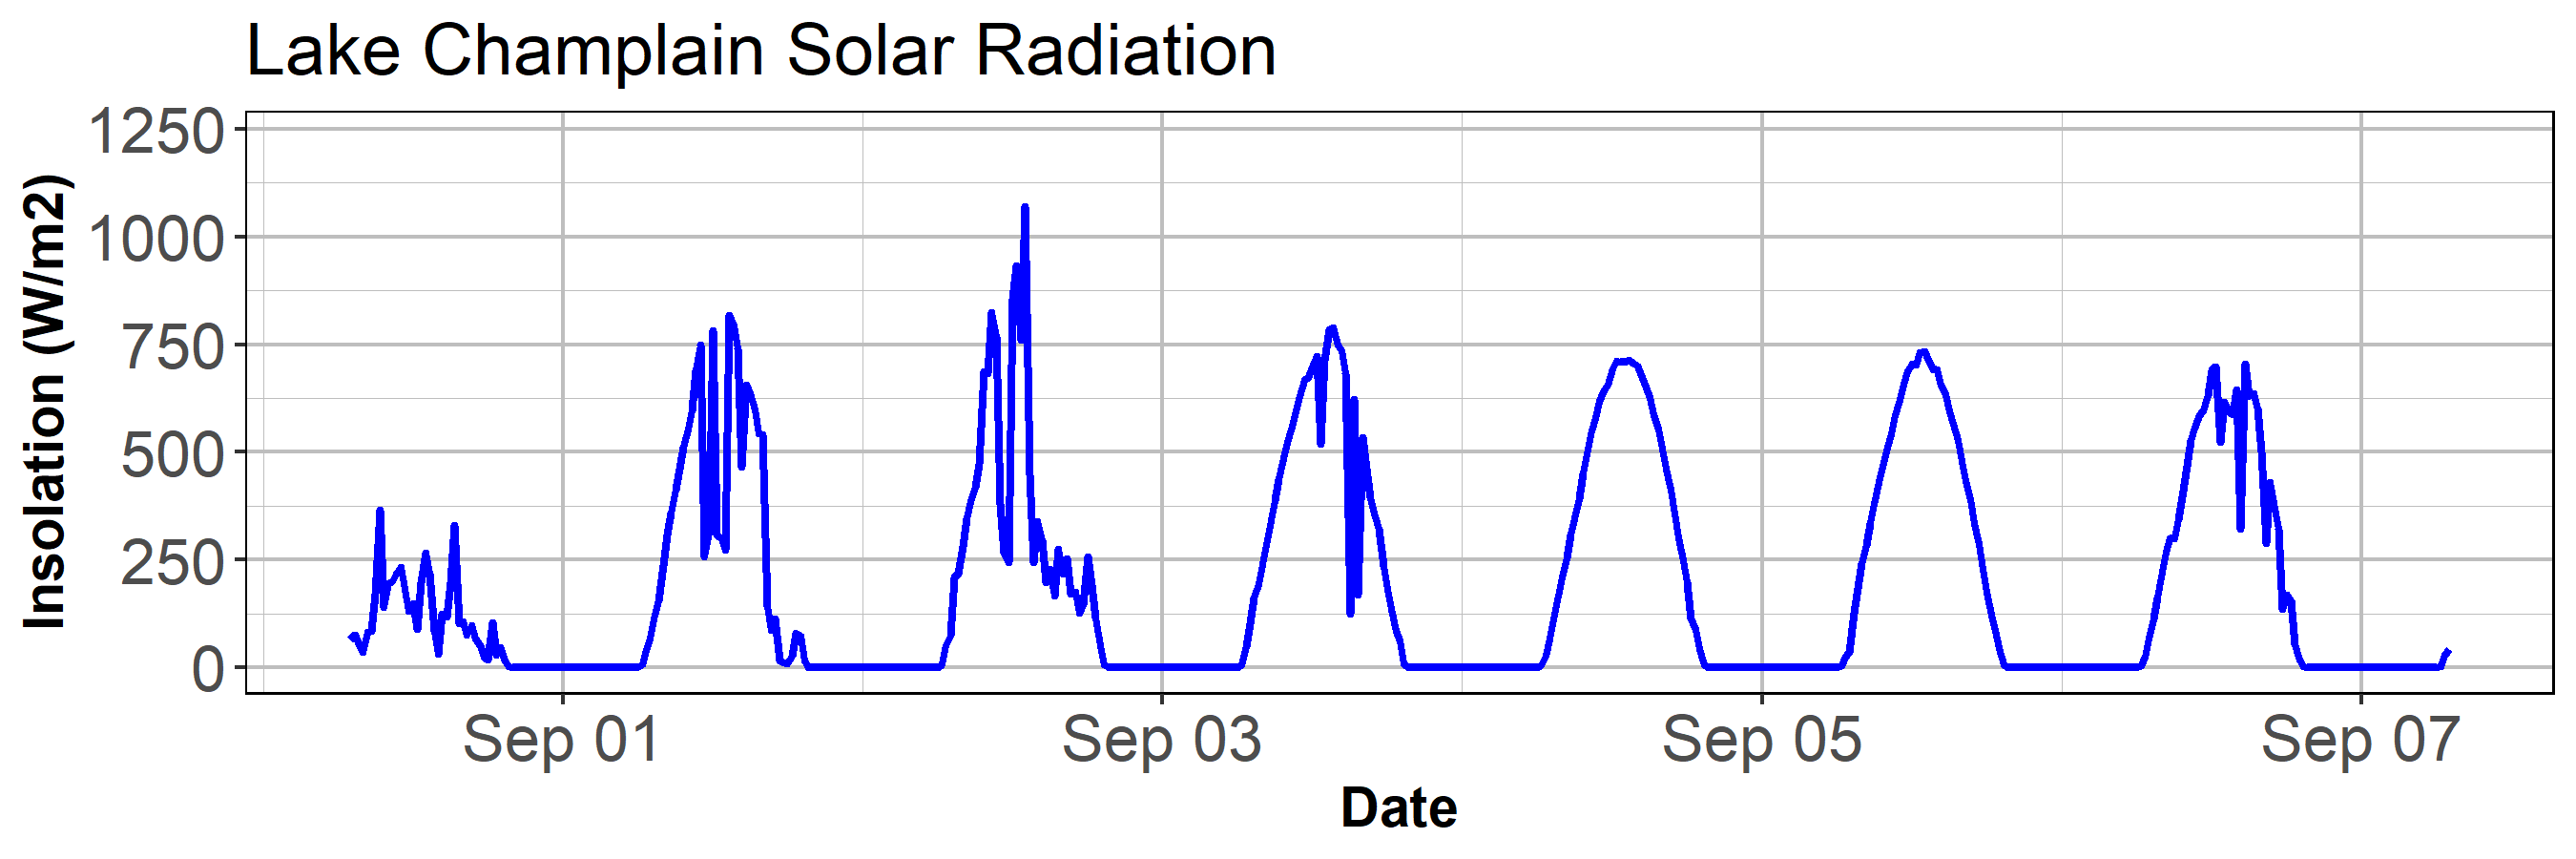 Lake Champlain Solar Radiation
Insolation (W/m2)
1250
1000
750
500
250
0
Sep 01 Sep 03 Sep 05 Sep 07
Date